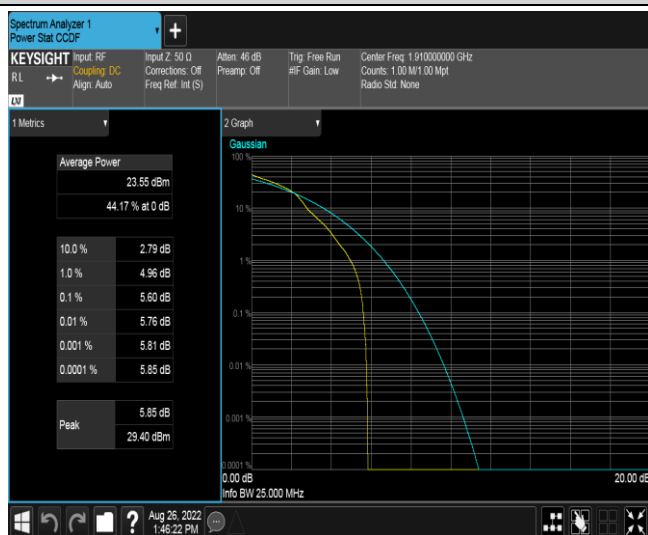 Spectrum Analyzer 1
Power Stat CCDF
KEYSIGHT
RL
LXI
Input: RF
Coupling: DC
Align: Auto
Input Z: 50 Ω
Corrections: Off
Freq Ref: Int (S)
Atten: 46 dB
Preamp: Off
Trig: Free Run
#IF Gain: Low
Center Freq: 1.910000000 GHz
Counts: 1.00 M/1.00 Mpt
Radio Std: None
1 Metrics
Average Power
23.55 dBm
44.17 % at 0 dB
10.0 % 2.79 dB
1.0 % 4.96 dB
0.1 % 5.60 dB
0.01 % 5.76 dB
0.001 % 5.81 dB
0.0001 % 5.85 dB
Peak
5.85 dB
29.40 dBm
2 Graph
Gaussian
100 %
10 %
1 %
0.1 %
0.01 %
0.001 %
0.0001 %
0.00 dB
20.00 dB
Info BW 25.000 MHz
?
Aug 26, 2022
1:46:22 PM